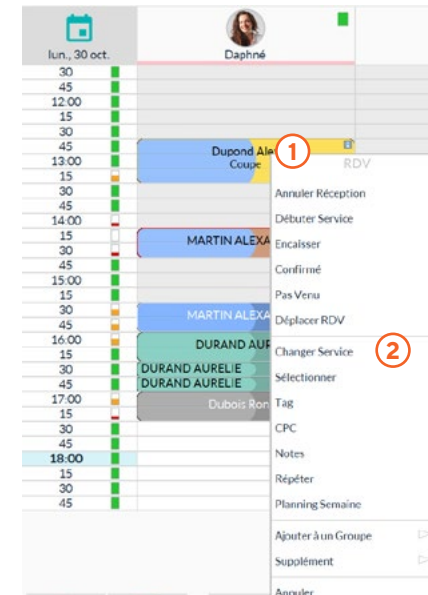 lun., 30 oct.
Daphné
30
45
12:00
15
30
45
13:00
15
30
45
14:00
15
30
45
15:00
15
30
45
16:00
15
30
45
17:00
15
30
45
18:00
15
30
45
Dupond Ale
Coupe
MARTIN ALEXA
MARTIN ALEXA
DURAND AUR
DURAND AURELIE
DURAND AURELIE
Dubois Ron
1
RDV
Annuler Réception
Débuter Service
Encaisser
Confirmé
Pas Venu
Déplacer RDV
Changer Service
2
Sélectionner
Tag
CPC
Notes
Répéter
Planning Semaine
Ajouter à un Groupe
Supplément
Annuler